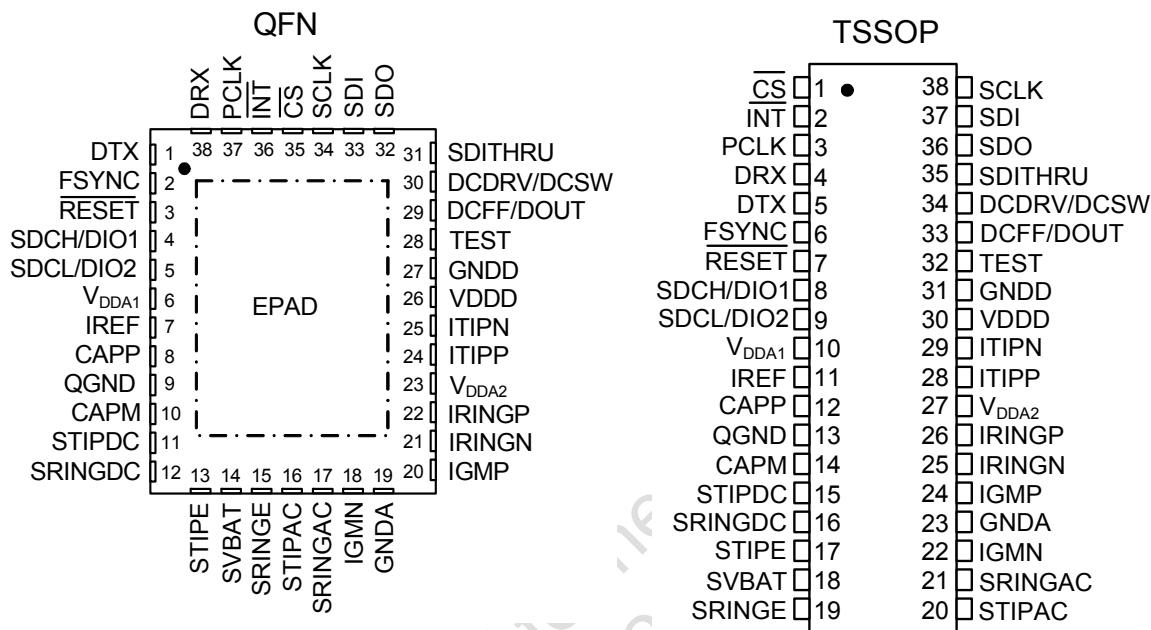 QFN
DRX
PCLK
INT
CS
SCLK
SDI
SDO
38 37 36 35 34 33 32
DTX 1
FSYNC 2
RESET 3
SDCH/DIO1 4
SDCL/DIO2 5
VDDA1 6
IREF 7
CAPP 8
QGND 9
CAPM 10
STIPDC 11
SRINGDC 12
EPAD
31 SDITHRU
30 DCDRV/DCSW
29 DCFF/DOUT
28 TEST
27 GNDD
26 VDDD
25 ITIPN
24 ITIPP
23 VDDA2
22 IRINGP
21 IRINGN
20 IGMP
13 14 15 16 17 18 19
STIPE
SVBAT
SRINGE
STIPAC
SRINGAC
IGMN
GNDA
TSSOP
CS 1 38 SCLK
INT 2 37 SDI
PCLK 3 36 SDO
DRX 4 35 SDITHRU
DTX 5 34 DCDRV/DCSW
FSYNC 6 33 DCFF/DOUT
RESET 7 32 TEST
SDCH/DIO1 8 31 GNDD
SDCL/DIO2 9 30 VDDD
VDDA1 10 29 ITIPN
IREF 11 28 ITIPP
CAPP 12 27 VDDA2
QGND 13 26 IRINGP
CAPM 14 25 IRINGN
STIPDC 15 24 IGMP
SRINGDC 16 23 GNDA
STIPE 17 22 IGMN
SVBAT 18 21 SRINGAC
SRINGE 19 20 STIPAC